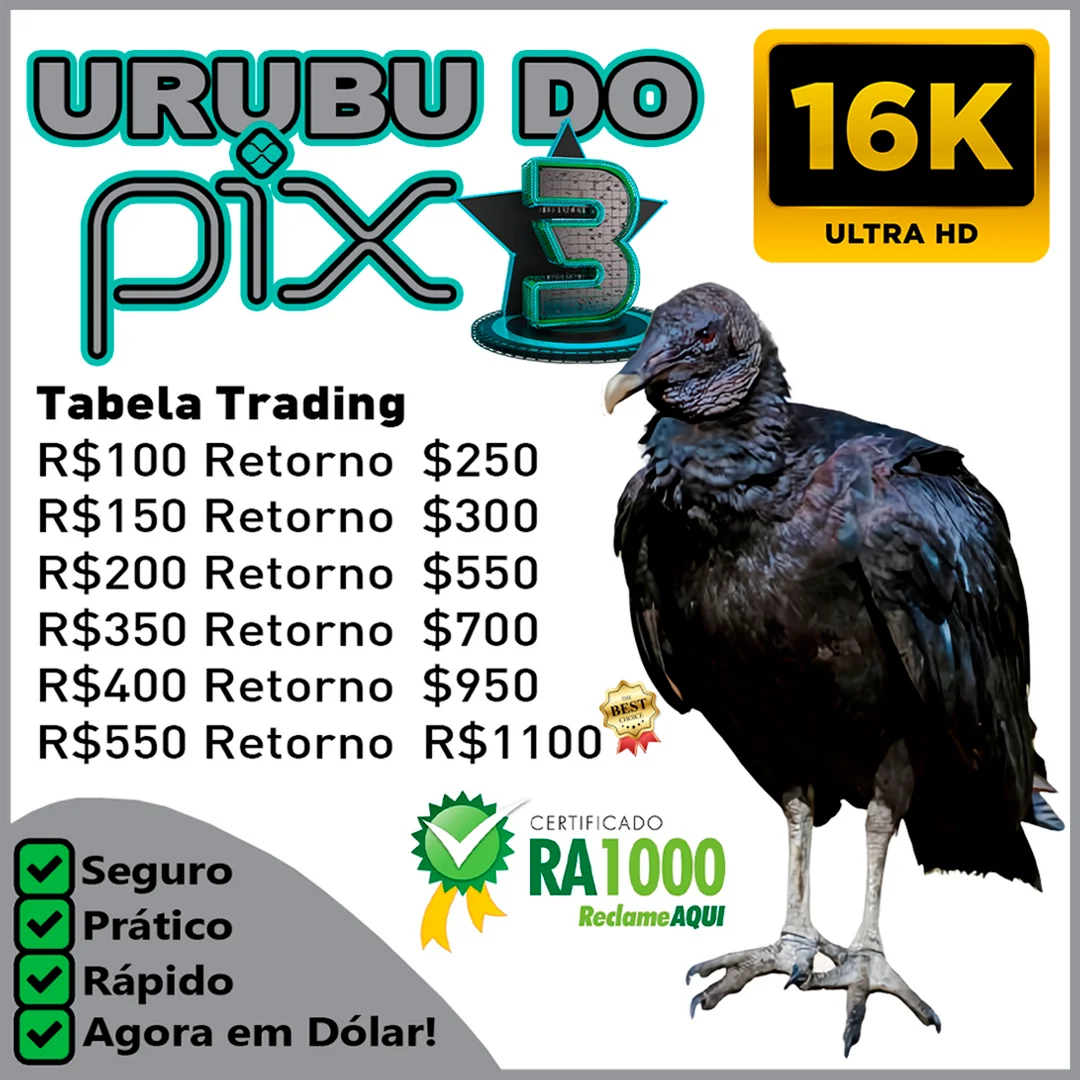 URUBU DO
pix 3
16K
ULTRA HD
Tabela Trading
R$100 Retorno $250
R$150 Retorno $300
R$200 Retorno $550
R$350 Retorno $700
R$400 Retorno $950
R$550 Retorno R$1100
THE
BEST
CHOICE
CERTIFICADO
RA1000
ReclameAQUI
Seguro
Prático
Rápido
Agora em Dólar!